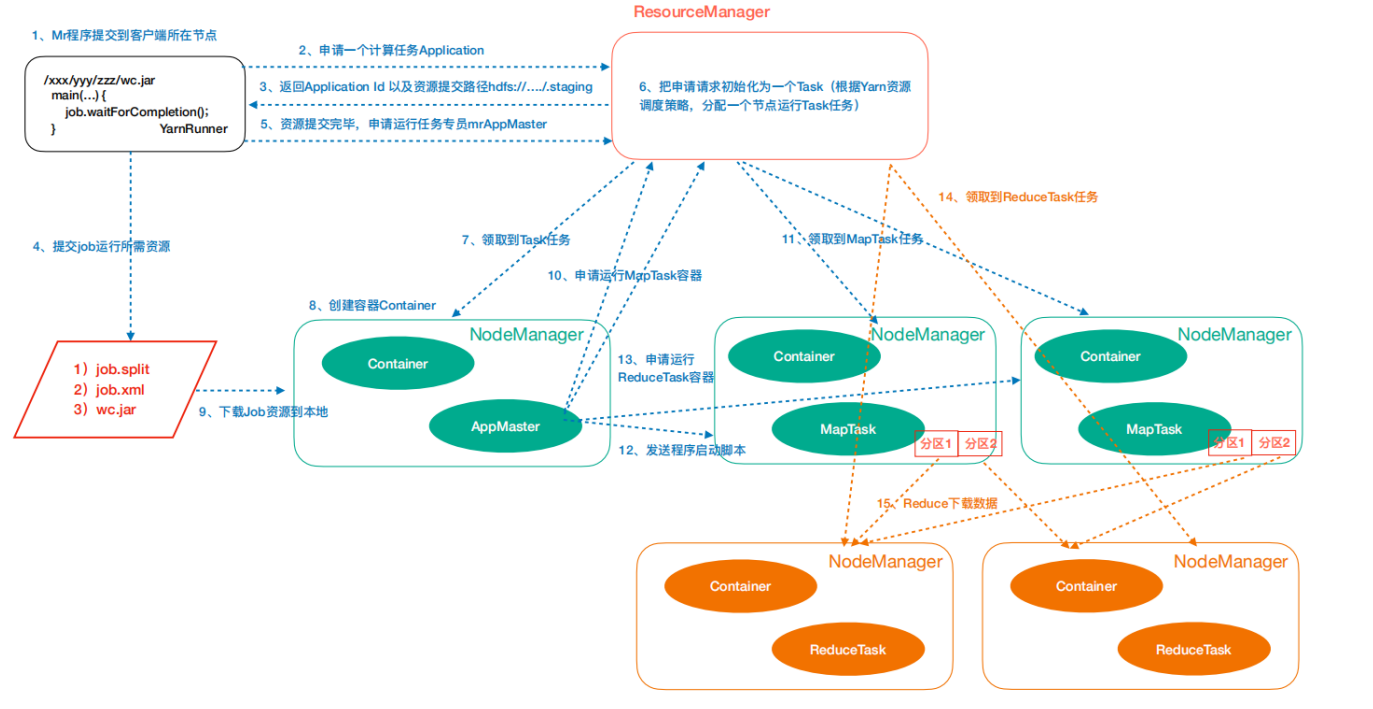 ResourceManager
1、Mr程序提交到客户端所在节点
2、申请一个计算任务Application
/xxx/yyy/zzz/wc.jar
main(...) {
job.waitForCompletion();
}
YarnRunner
3、返回Application Id 以及资源提交路径hdfs://..../.staging
6、把申请请求初始化为一个Task（根据Yarn资源
调度策略，分配一个节点运行Task任务）
5、资源提交完毕，申请运行任务专员mrAppMaster
14、领取到ReduceTask任务
4、提交job运行所需资源
7、领取到Task任务
11、领取到MapTask任务
10、申请运行MapTask容器
8、创建容器Container
NodeManager
Container
AppMaster
1）job.split
2）job.xml
3）wc.jar
9、下载Job资源到本地
13、申请运行
ReduceTask容器
12、发送程序启动脚本
NodeManager
Container
MapTask
分区1
分区2
NodeManager
Container
MapTask
分区1
分区2
15、Reduce下载数据
NodeManager
Container
ReduceTask
NodeManager
Container
ReduceTask